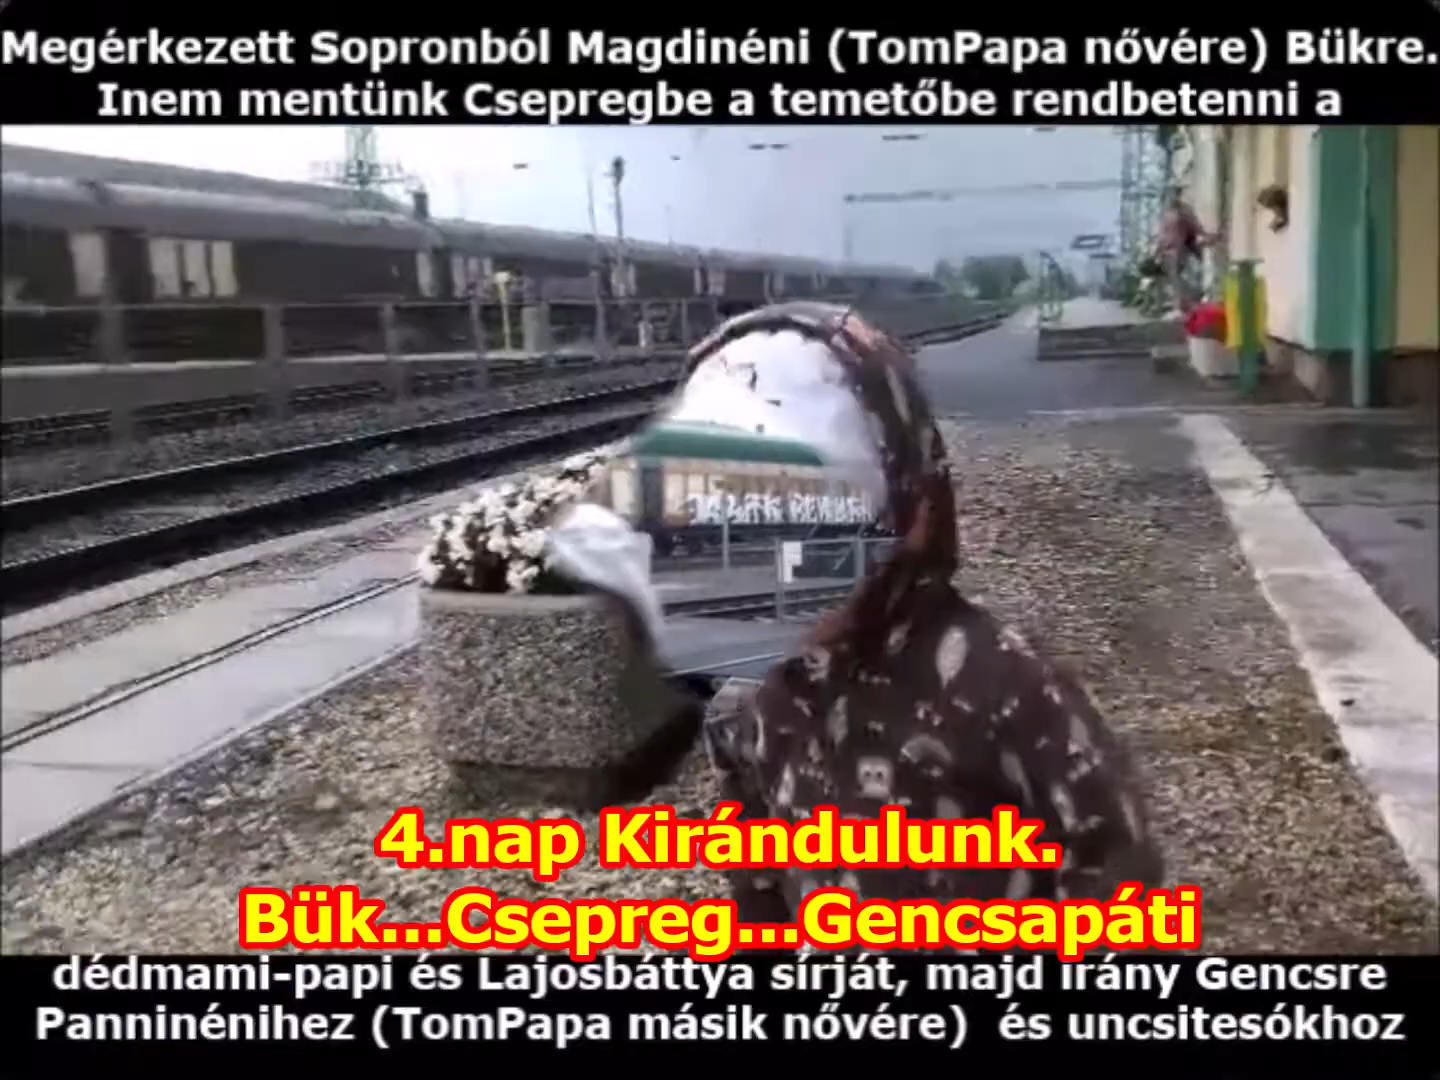 Megérkezett Sopronból Magdinéni (TomPapa nővére) Bükre.
Inem mentünk Csepregbe a temetőbe rendbetenni a
4.nap Kirándulunk.
Bük...Csepreg...Gencsapáti
dédmami-papi és Lajosbáttya sírját, majd irány Gencsre
Panninénihez (TomPapa másik nővére) és uncsitesókhoz